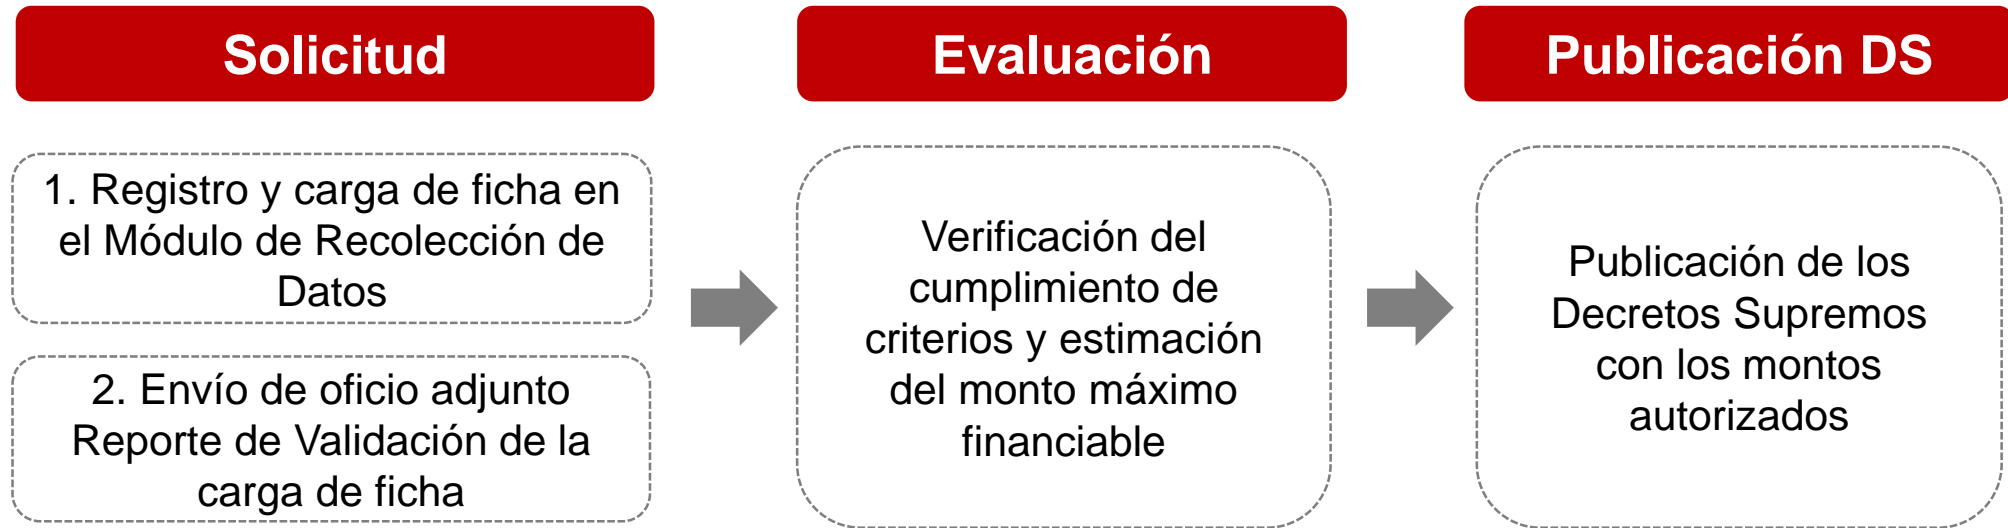 Solicitud
1. Registro y carga de ficha en
el Módulo de Recolección de
Datos
2. Envío de oficio adjunto
Reporte de Validación de la
carga de ficha
Evaluación
Verificación del
cumplimiento de
criterios y estimación
del monto máximo
financiable
Publicación DS
Publicación de los
Decretos Supremos
con los montos
autorizados